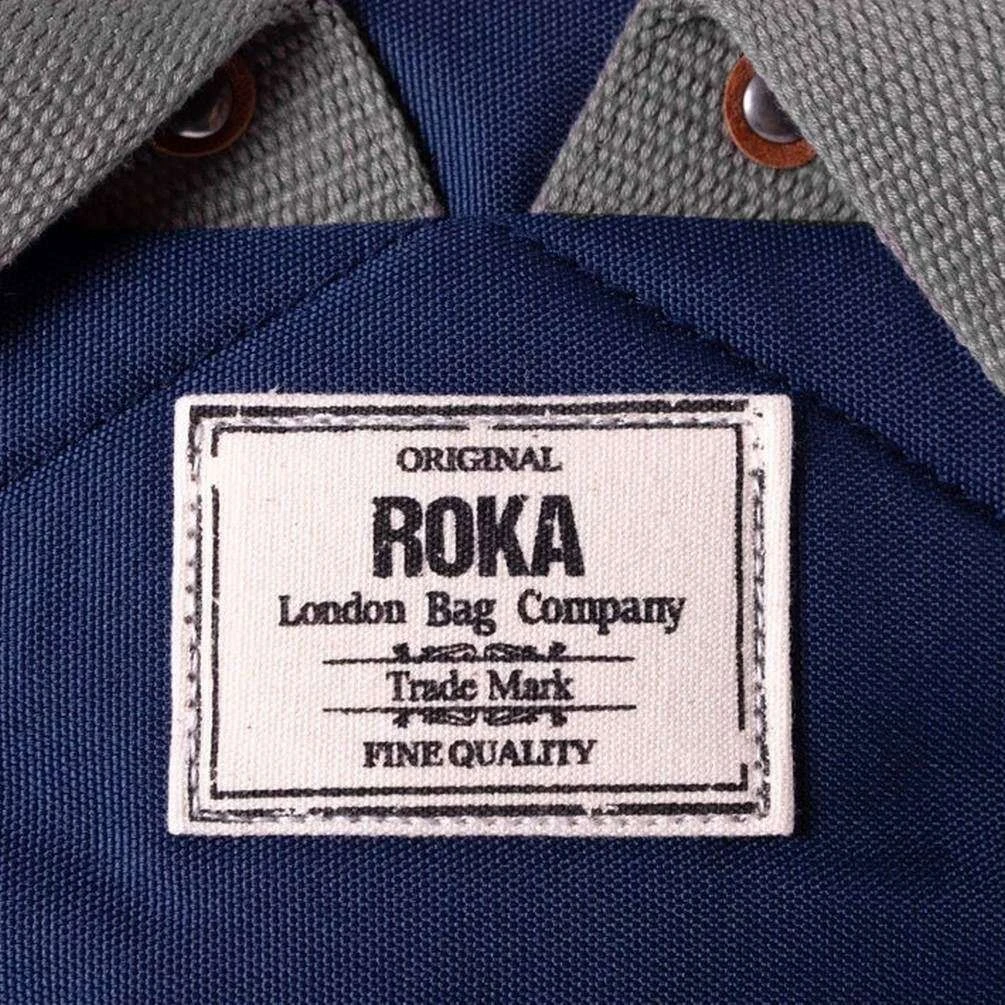 ORIGINAL
ROKA
London Bag Company
Trade Mark
FINE QUALITY